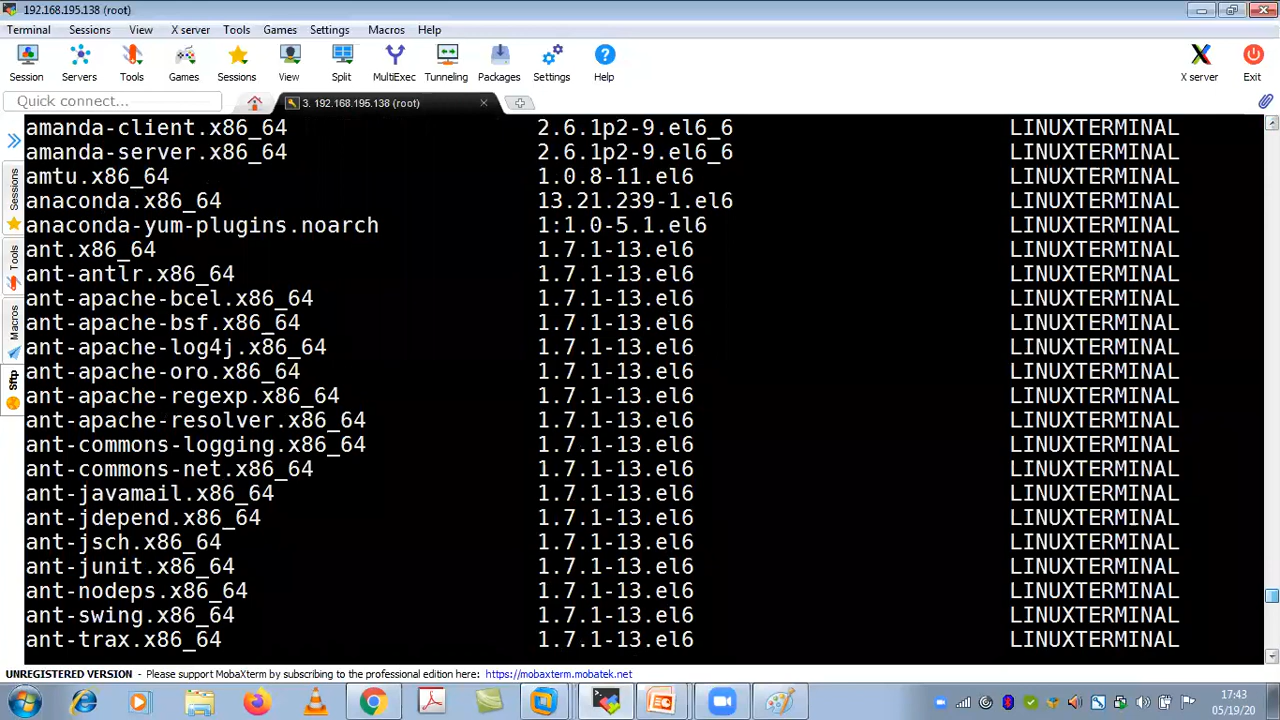 192.168.195.138 (root)
Terminal Sessions View X server Tools Games Settings Macros Help
Session Servers Tools Games Sessions View Split MultiExec Tunneling Packages Settings Help X server Exit
Quick connect...
3. 192.168.195.138 (root)
Sessions
Tools
Macros
Sftp
amanda-client.x86_64 2.6.1p2-9.el6_6 LINUXTERMINAL
amanda-server.x86_64 2.6.1p2-9.el6_6 LINUXTERMINAL
amtu.x86_64 1.0.8-11.el6 LINUXTERMINAL
anaconda.x86_64 13.21.239-1.el6 LINUXTERMINAL
anaconda-yum-plugins.noarch 1:1.0-5.1.el6 LINUXTERMINAL
ant.x86_64 1.7.1-13.el6 LINUXTERMINAL
ant-antlr.x86_64 1.7.1-13.el6 LINUXTERMINAL
ant-apache-bcel.x86_64 1.7.1-13.el6 LINUXTERMINAL
ant-apache-bsf.x86_64 1.7.1-13.el6 LINUXTERMINAL
ant-apache-log4j.x86_64 1.7.1-13.el6 LINUXTERMINAL
ant-apache-oro.x86_64 1.7.1-13.el6 LINUXTERMINAL
ant-apache-regexp.x86_64 1.7.1-13.el6 LINUXTERMINAL
ant-apache-resolver.x86_64 1.7.1-13.el6 LINUXTERMINAL
ant-commons-logging.x86_64 1.7.1-13.el6 LINUXTERMINAL
ant-commons-net.x86_64 1.7.1-13.el6 LINUXTERMINAL
ant-javamail.x86_64 1.7.1-13.el6 LINUXTERMINAL
ant-jdepend.x86_64 1.7.1-13.el6 LINUXTERMINAL
ant-jsch.x86_64 1.7.1-13.el6 LINUXTERMINAL
ant-junit.x86_64 1.7.1-13.el6 LINUXTERMINAL
ant-nodeps.x86_64 1.7.1-13.el6 LINUXTERMINAL
ant-swing.x86_64 1.7.1-13.el6 LINUXTERMINAL
ant-trax.x86_64 1.7.1-13.el6 LINUXTERMINAL
UNREGISTERED VERSION - Please support MobaXterm by subscribing to the professional edition here: https://mobaxterm.mobatek.net
17:43
05/19/20